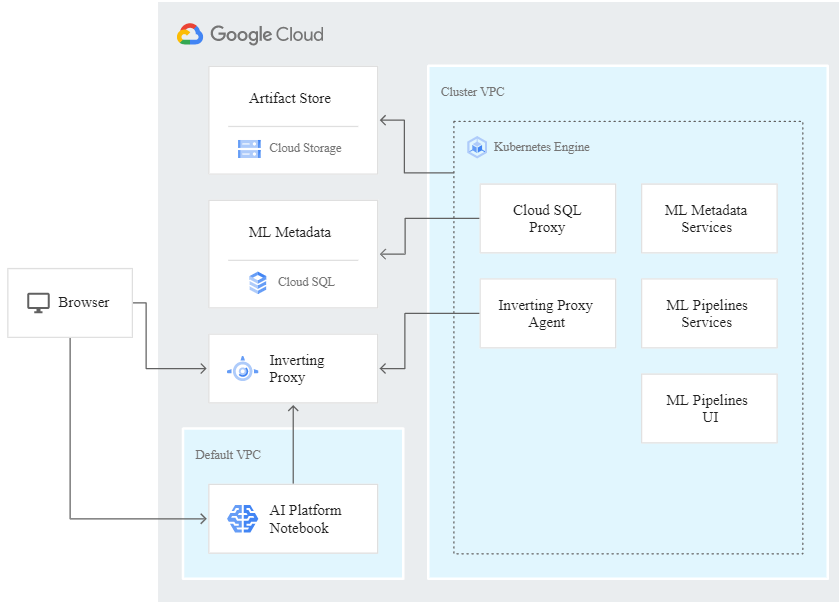 Google Cloud
Artifact Store
Cloud Storage
ML Metadata
Cloud SQL
Browser
Inverting
Proxy
Default VPC
AI Platform
Notebook
Cluster VPC
Kubernetes Engine
Cloud SQL
Proxy
ML Metadata
Services
Inverting Proxy
Agent
ML Pipelines
Services
ML Pipelines
UI